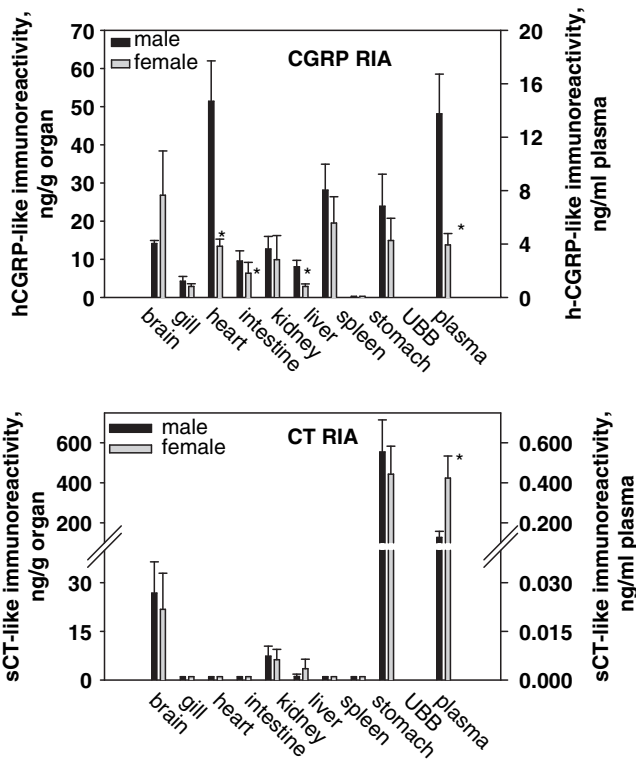 hCGRP-like immunoreactivity,
ng/g organ
70
60
50
40
30
20
10
0
male
female
CGRP RIA
*
*
*
*
20
16
12
8
4
0
h-CGRP-like immunoreactivity,
ng/ml plasma
brain
gill
heart
intestine
kidney
liver
spleen
stomach
UBB
plasma
sCT-like immunoreactivity,
ng/g organ
600
400
200
30
15
0
male
female
CT RIA
*
0.600
0.400
0.200
0.030
0.015
0.000
sCT-like immunoreactivity,
ng/ml plasma
brain
gill
heart
intestine
kidney
liver
spleen
stomach
UBB
plasma